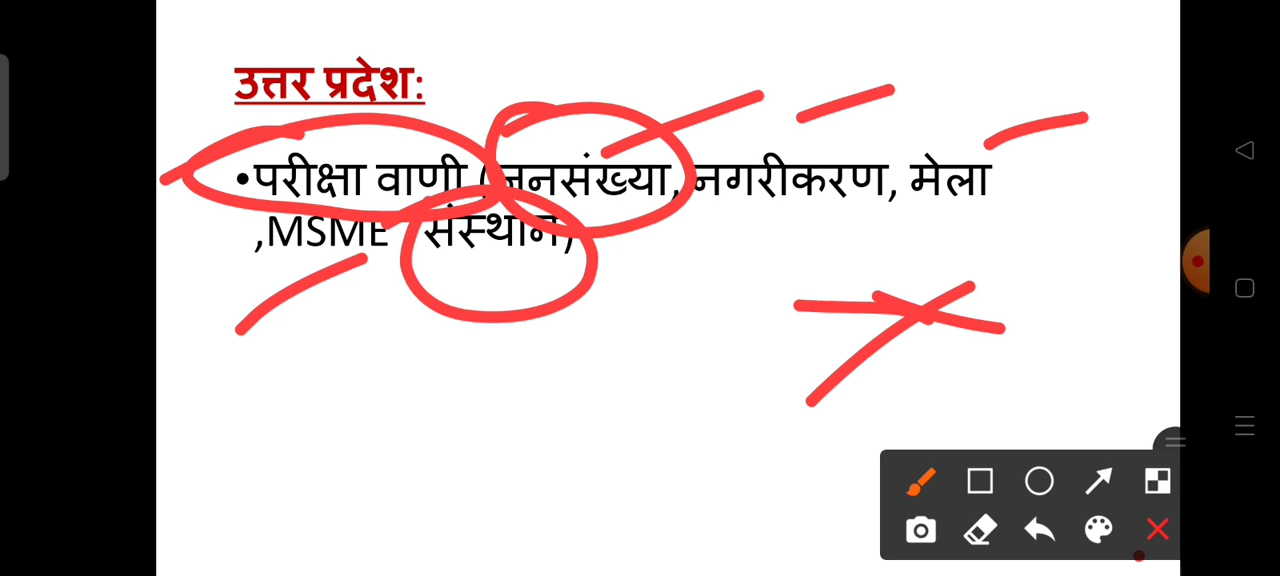 उत्तर प्रदेश:
•परीक्षा वाणी (जनसंख्या, नगरीकरण, मेला
,MSME संस्थान)